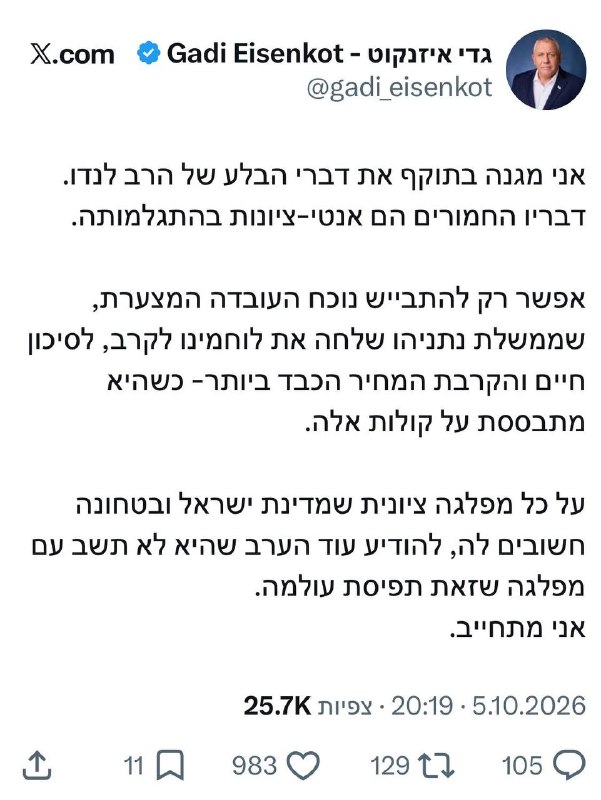 גדי איזנקוט - Gadi Eisenkot X.com
@gadi_eisenkot
אני מגנה בתוקף את דברי הבלע של הרב לנדו.
דבריו החמורים הם אנטי-ציונות בהתגלמותה.
אפשר רק להתבייש נוכח העובדה המצערת,
שממשלת נתניהו שלחה את לוחמינו לקרב, לסיכון
חיים והקרבת המחיר הכבד ביותר- כשהיא
מתבססת על קולות אלה.
על כל מפלגה ציונית שמדינת ישראל ובטחונה
חשובים לה, להודיע עוד הערב שהיא לא תשב עם
מפלגה שזאת תפיסת עולמה.
אני מתחייב.
5.10.2026 · 20:19 · צפיות 25.7K
105 129 983 11